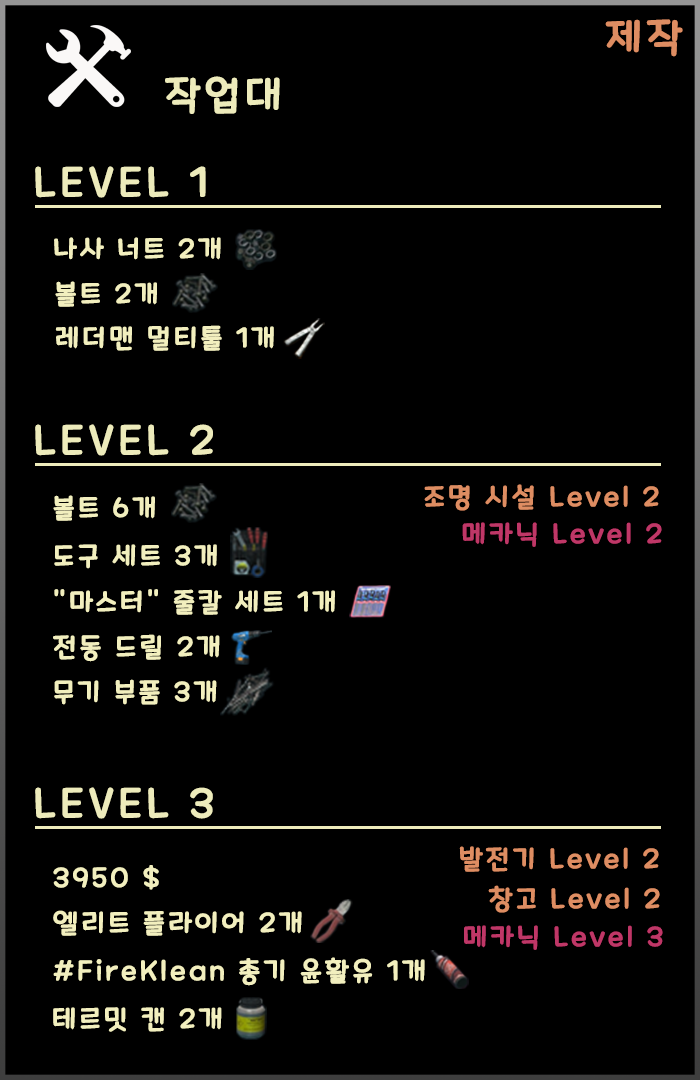 제작
작업대
LEVEL 1
나사 너트 2개
볼트 2개
레더맨 멀티툴 1개
LEVEL 2
볼트 6개
조명 시설 Level 2
메카닉 Level 2
도구 세트 3개
"마스터" 줄칼 세트 1개
전동 드릴 2개
무기 부품 3개
LEVEL 3
3950 $
발전기 Level 2
창고 Level 2
메카닉 Level 3
엘리트 플라이어 2개
#FireKlean 총기 윤활유 1개
테르밋 캔 2개